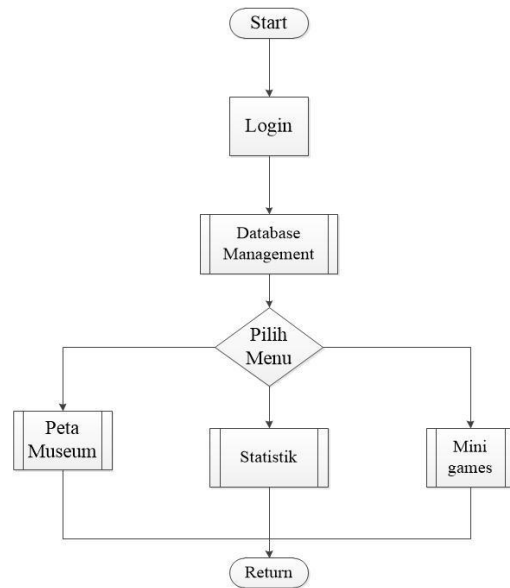 Start
Login
Database
Management
Pilih
Menu
Peta
Museum
Statistik
Mini
games
Return